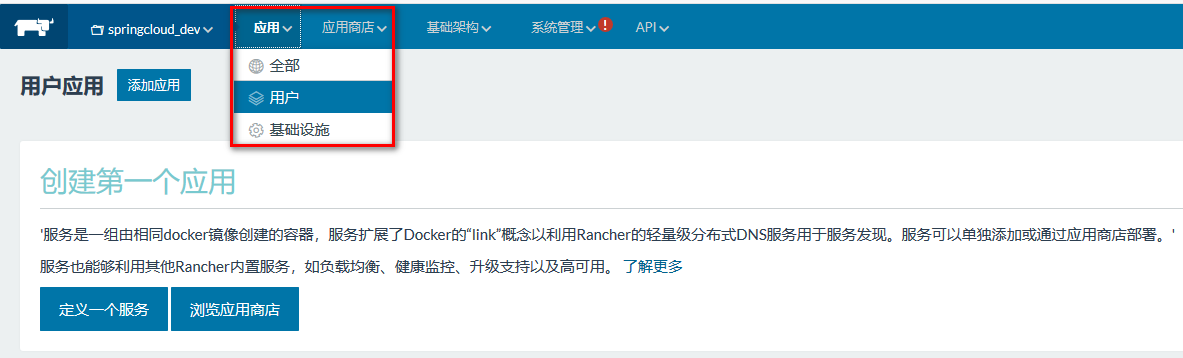 springcloud_dev 应用 应用商店 基础架构 系统管理 ! API
全部
用户应用 添加应用 用户
基础设施
创建第一个应用
'服务是一组由相同docker镜像创建的容器，服务扩展了Docker的“link”概念以利用Rancher的轻量级分布式DNS服务用于服务发现。服务可以单独添加或通过应用商店部署。'
服务也能够利用其他Rancher内置服务，如负载均衡、健康监控、升级支持以及高可用。 了解更多
定义一个服务 浏览应用商店